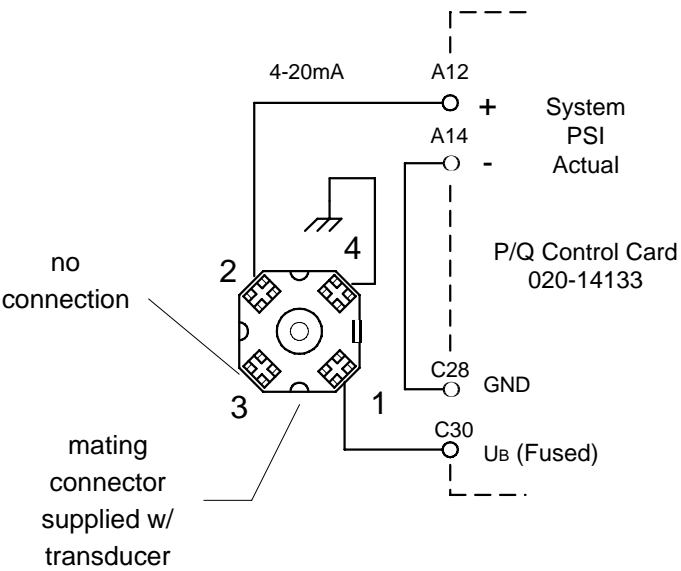 4-20mA
A12
+
System
PSI
Actual
A14
-
4
2
no
connection
P/Q Control Card
020-14133
C28
GND
3
1
C30
UB (Fused)
mating
connector
supplied w/
transducer